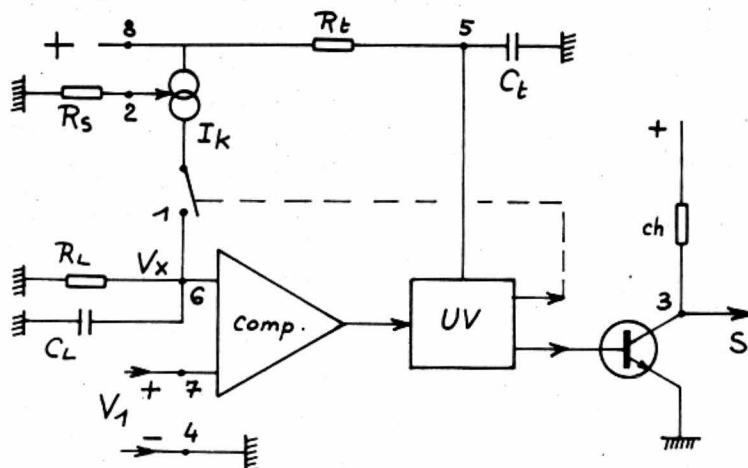 + 8 Rt 5
Ct
Rs 2 Ik
+
1
ch
RL Vx
6 3
CL comp. UV S
+ 7
V1
- 4